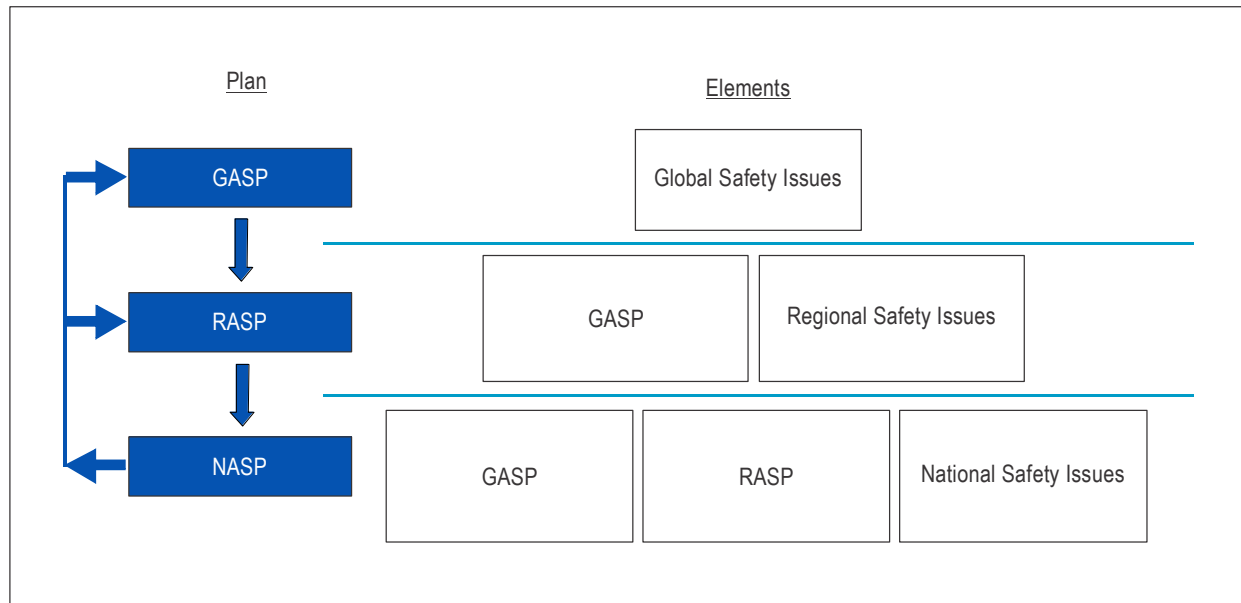 Plan
Elements
GASP
Global Safety Issues
RASP
GASP
Regional Safety Issues
NASP
GASP
RASP
National Safety Issues